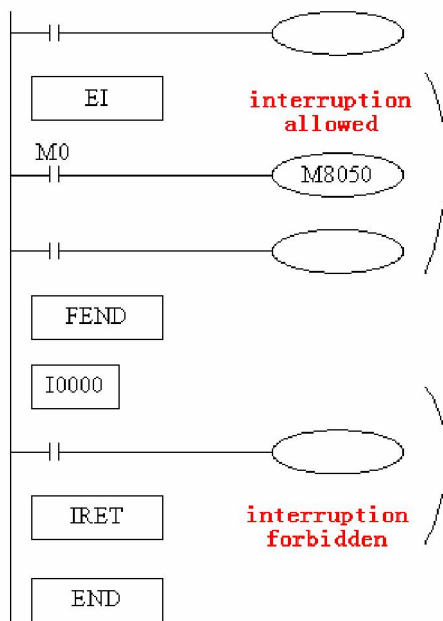 EI
interruption
allowed
M0
M8050
FEND
I0000
IRET
interruption
forbidden
END